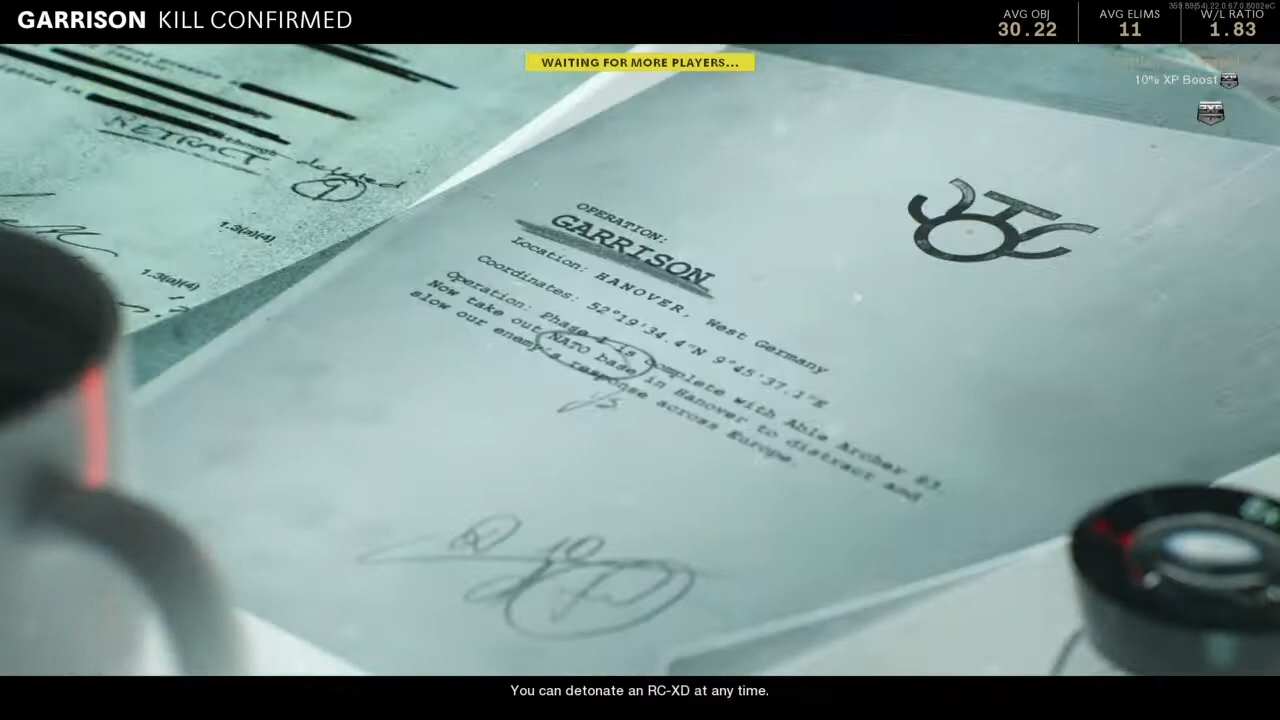 GARRISON KILL CONFIRMED
AVG OBJ
30.22
AVG ELIMS
11
W/L RATIO
1.83
WAITING FOR MORE PLAYERS...
10% XP Boost
2XP
RETRACT
though
deleted
9
1.3(a)(4)
1.3(a)(4)
OPERATION:
GARRISON
Location: HANOVER, West Germany
Coordinates: 52°19'34.4"N 9°45'37.1"E
Operation: Phase 1 is complete with Able Archer 83.
Now take out NATO base in Hanover to distract and
slow our enemy's response across Europe.
You can detonate an RC-XD at any time.